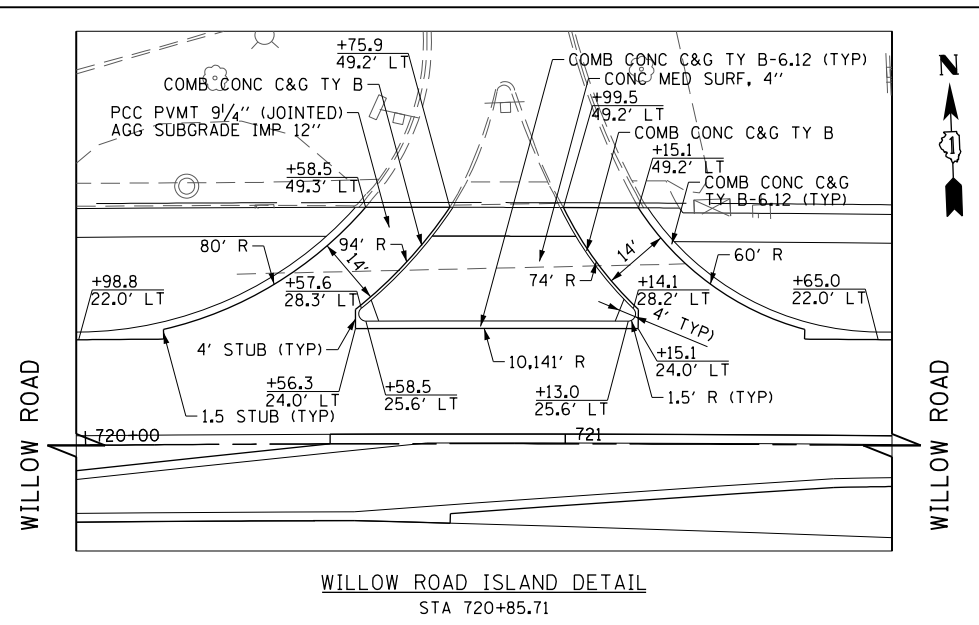 +75.9
49.2' LT
COMB CONC C&G TY B-6.12 (TYP)
COMB CONC C&G TY B
CONC MED SURF, 4"
PCC PVMT 9¼" (JOINTED)
AGG SUBGRADE IMP 12"
+99.5
49.2' LT
COMB CONC C&G TY B
+15.1
49.2' LT
+58.5
49.3' LT
COMB CONC C&G
TY B-6.12 (TYP)
80' R
94' R
14'
14'
60' R
74' R
+98.8
22.0' LT
+57.6
28.3' LT
+14.1
28.2' LT
+65.0
22.0' LT
4' TYP)
4' STUB (TYP)
10,141' R
+15.1
24.0' LT
+56.3
24.0' LT
+58.5
25.6' LT
+13.0
25.6' LT
1.5' R (TYP)
1.5 STUB (TYP)
720+00
721
WILLOW ROAD
WILLOW ROAD
N
1
WILLOW ROAD ISLAND DETAIL
STA 720+85.71